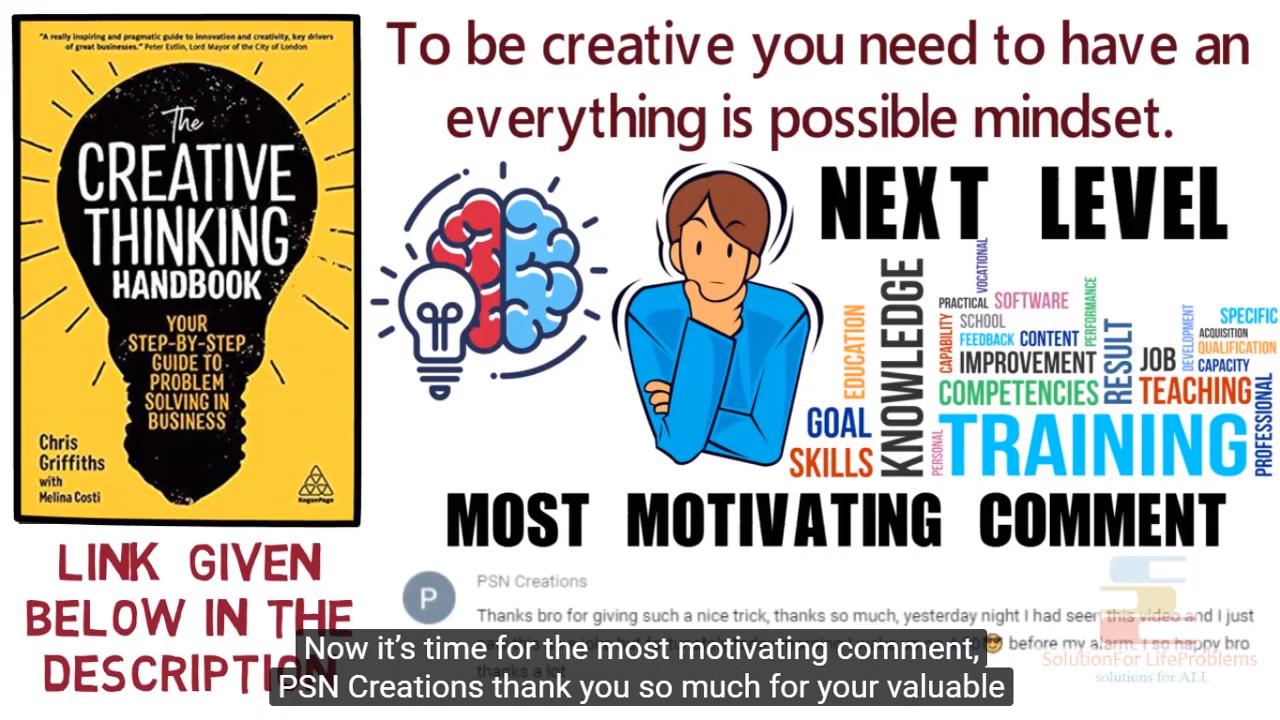 "A really inspiring and pragmatic guide to innovation and creativity, key drivers
of great businesses." Peter Estlin, Lord Mayor of the City of London
The
CREATIVE
THINKING
HANDBOOK
YOUR
STEP-BY-STEP
GUIDE TO
PROBLEM
SOLVING IN
BUSINESS
Chris
Griffiths
with
Melina Costi
KoganPage
LINK GIVEN
BELOW IN THE
DESCRIPTION
To be creative you need to have an
everything is possible mindset.
NEXT LEVEL
VOCATIONAL
PRACTICAL
SOFTWARE
PERFORMANCE
KNOWLEDGE
EDUCATION
CAPABILITY
SCHOOL
FEEDBACK
CONTENT
IMPROVEMENT
COMPETENCIES
RESULT
JOB
DEVELOPMENT
SPECIFIC
ACQUISITION
QUALIFICATION
CAPACITY
TEACHING
GOAL
SKILLS
PERSONAL
TRAINING
PROFESSIONAL
MOST MOTIVATING COMMENT
P
PSN Creations
Thanks bro for giving such a nice trick, thanks so much, yesterday night I had seen this video and I just
before my alarm. I so happy bro
thanks a lot
SolutionFor LifeProblems
solutions for ALL
Now it's time for the most motivating comment,
PSN Creations thank you so much for your valuable